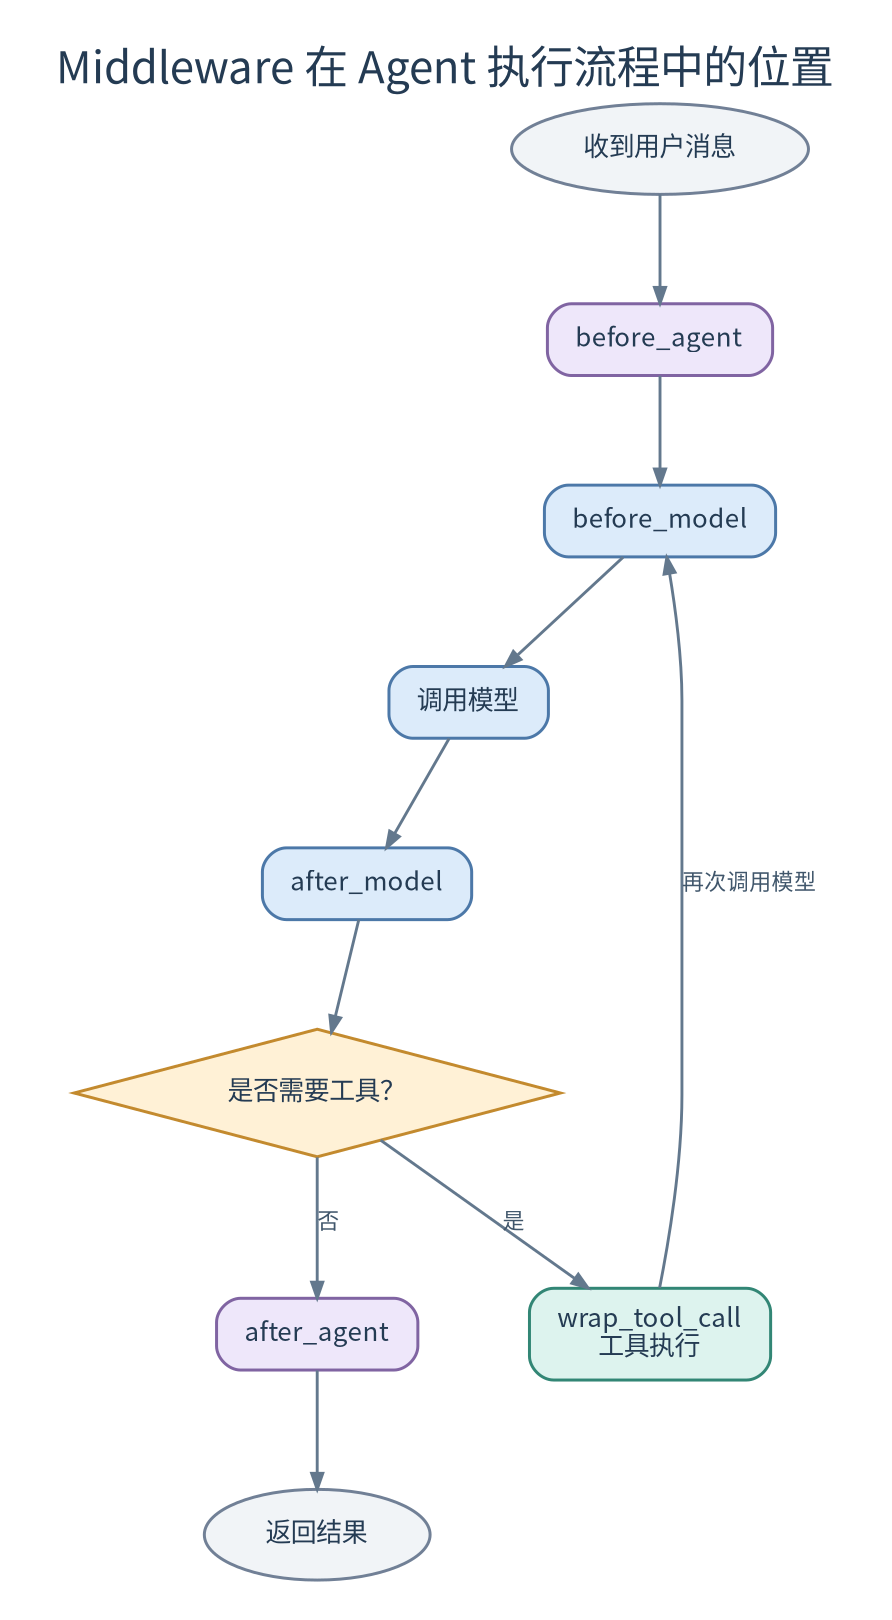 Middleware 在 Agent 执行流程中的位置
收到用户消息
before_agent
before_model
调用模型
after_model
再次调用模型
是否需要工具?
否
是
after_agent
wrap_tool_call
工具执行
返回结果